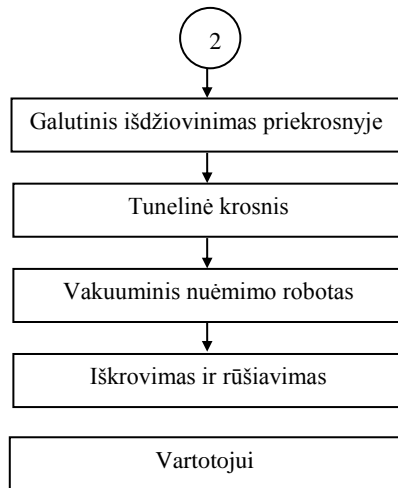 2
Galutinis išdžiovinimas priekrosnyje
Tunelinė krosnis
Vakuuminis nuėmimo robotas
Iškrovimas ir rūšiavimas
Vartotojui